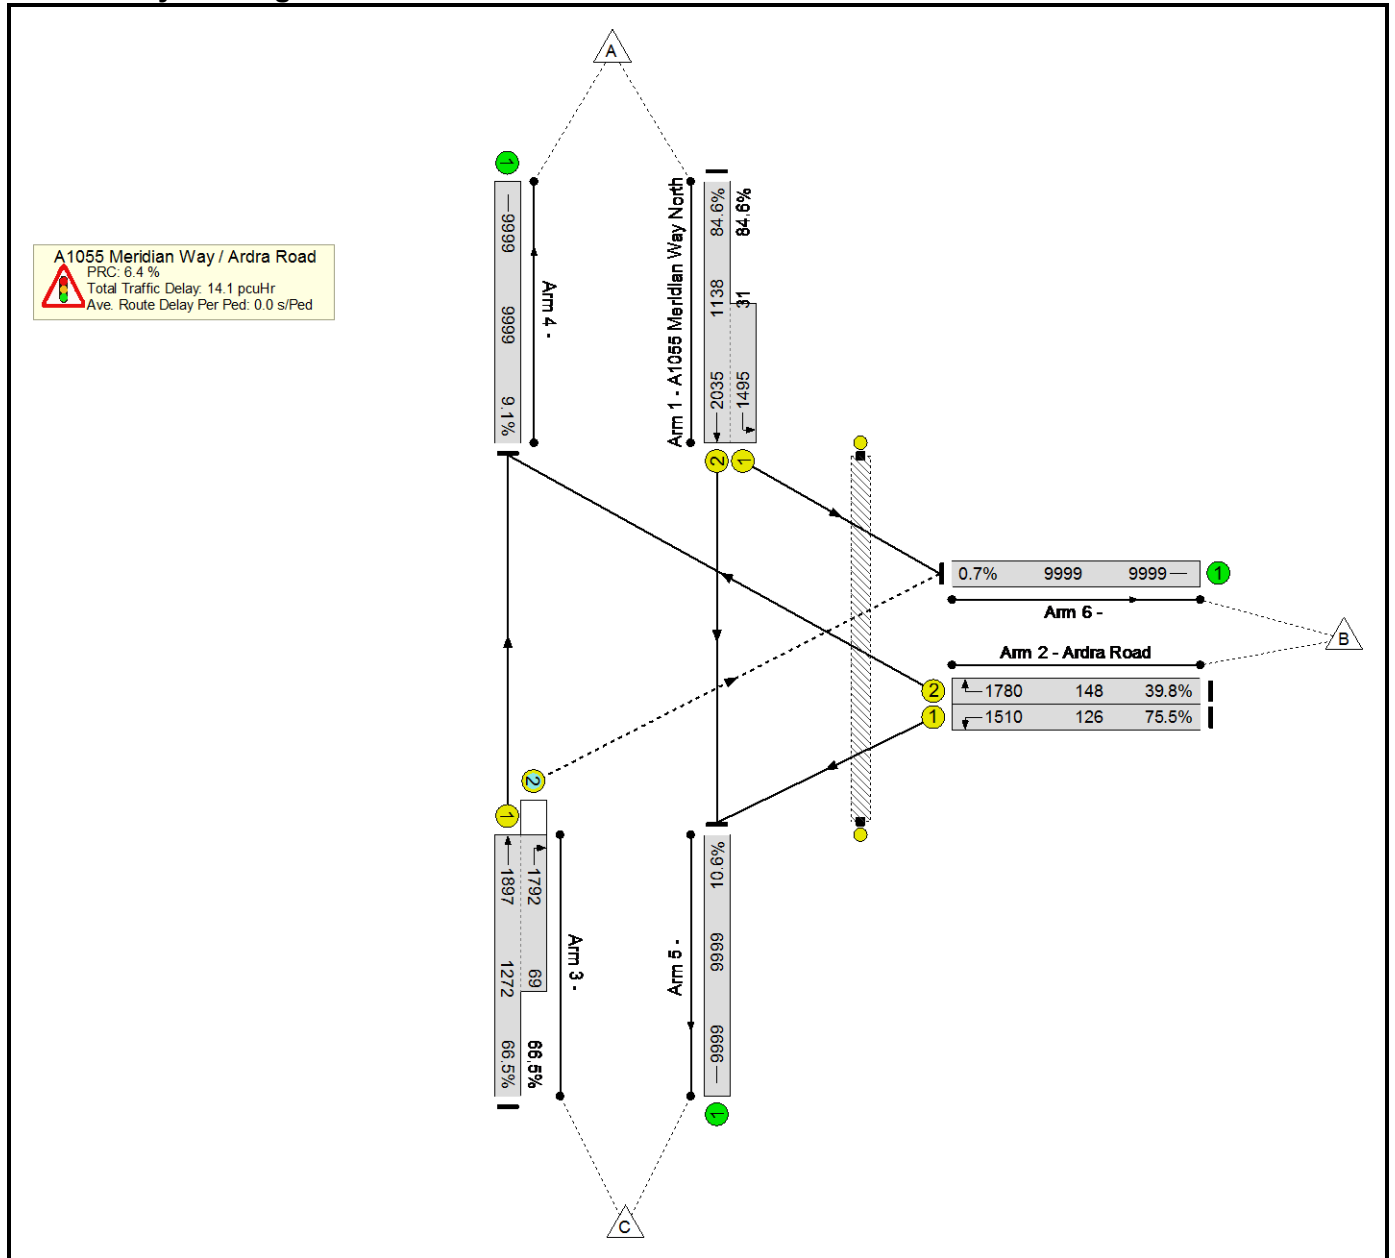 A
1
84.6%
84.6%
1138
31
2035
1495
Arm 1 - A1055 Meridian Way North
9999
9999
9.1%
Arm 4 -
A1055 Meridian Way / Ardra Road
PRC: 6.4 %
Total Traffic Delay: 14.1 pcuHr
Ave. Route Delay Per Ped: 0.0 s/Ped
2
1
0.7% 9999 9999
1
Arm 6 -
B
Arm 2 - Ardra Road
2
1780 148 39.8%
1
1510 126 75.5%
2
1
1897
1792
1272
69
66.5%
66.5%
Arm 3 -
Arm 5 -
10.6%
9999
9999
1
C